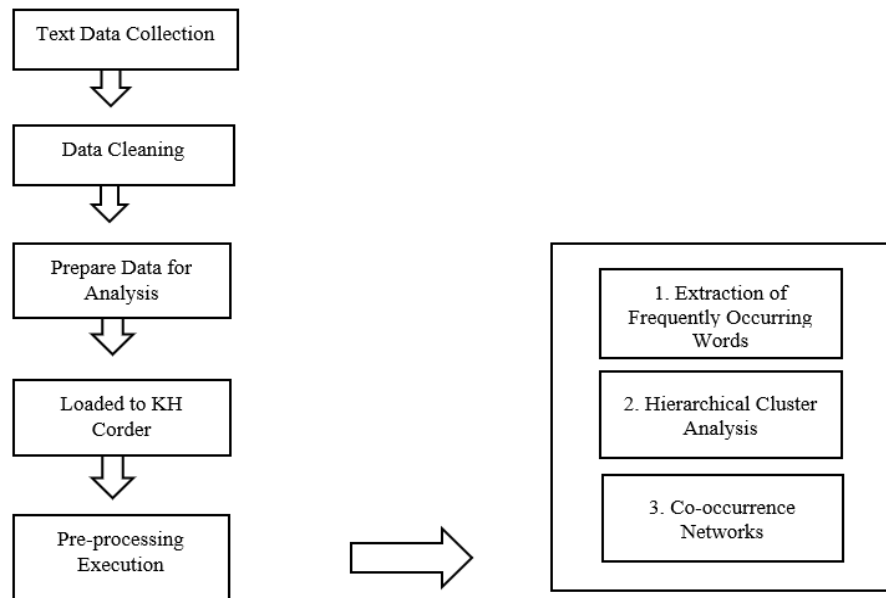 Text Data Collection
Data Cleaning
Prepare Data for
Analysis
Loaded to KH
Corder
Pre-processing
Execution
1. Extraction of
Frequently Occurring
Words
2. Hierarchical Cluster
Analysis
3. Co-occurrence
Networks